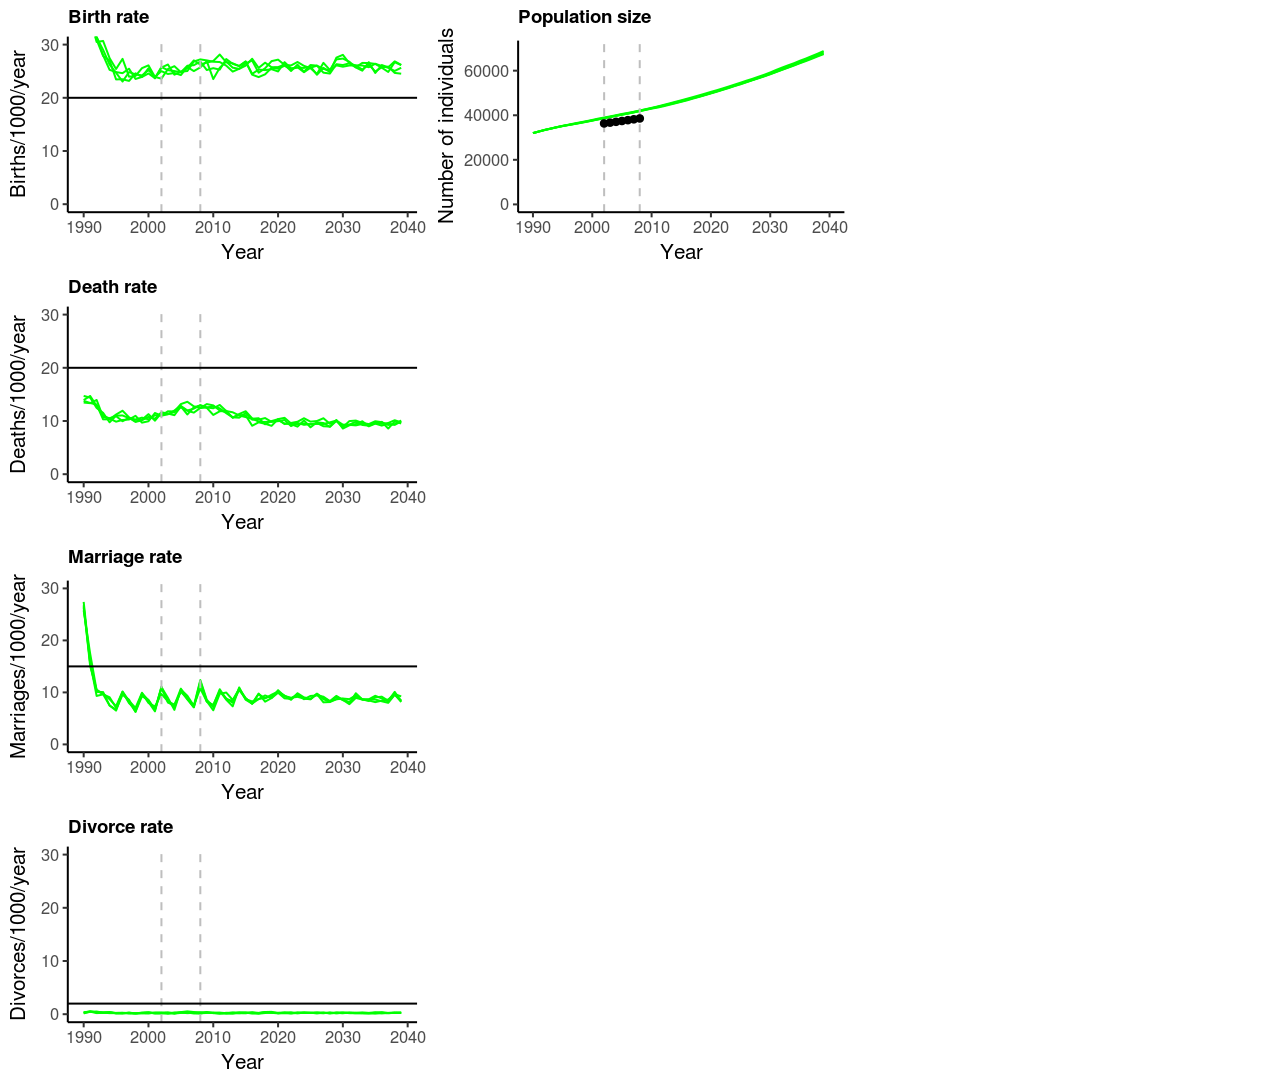 Birth rate
Births/1000/year
30
20
10
0
1990 2000 2010 2020 2030 2040
Year
Population size
Number of individuals
60000
40000
20000
0
1990 2000 2010 2020 2030 2040
Year
Death rate
Deaths/1000/year
30
20
10
0
1990 2000 2010 2020 2030 2040
Year
Marriage rate
Marriages/1000/year
30
20
10
0
1990 2000 2010 2020 2030 2040
Year
Divorce rate
Divorces/1000/year
30
20
10
0
1990 2000 2010 2020 2030 2040
Year